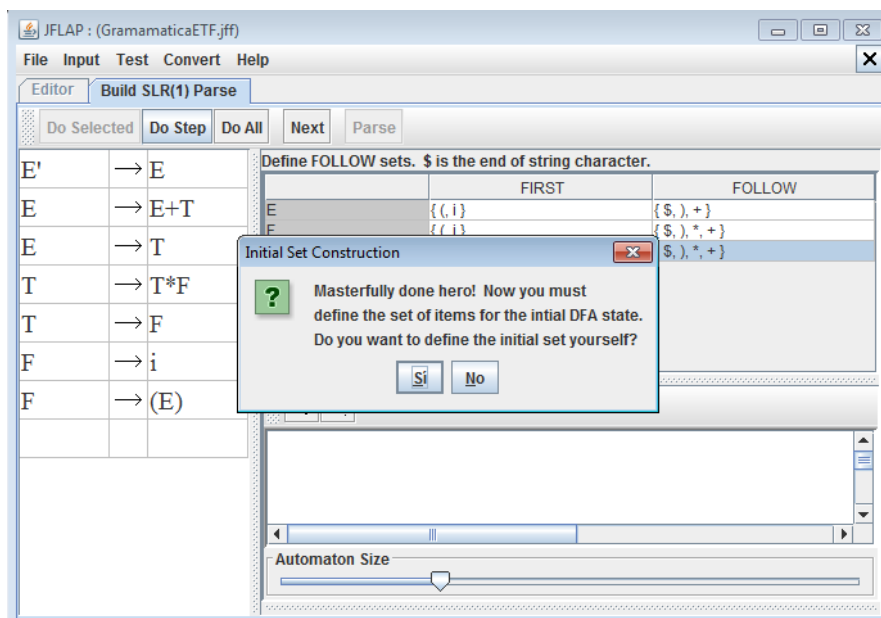 JFLAP : (GramamaticaETF.jff)
File Input Test Convert Help
Editor Build SLR(1) Parse
Do Selected Do Step Do All Next Parse
Define FOLLOW sets. $ is the end of string character.
FIRST FOLLOW
E { (, i } { $, ), + }
F { (, i } { $, ), *, + }
$, ), *, + }
E' → E
E → E+T
E → T
T → T*F
T → F
F → i
F → (E)
Initial Set Construction
Masterfully done hero! Now you must
define the set of items for the intial DFA state.
Do you want to define the initial set yourself?
Sí No
Automaton Size